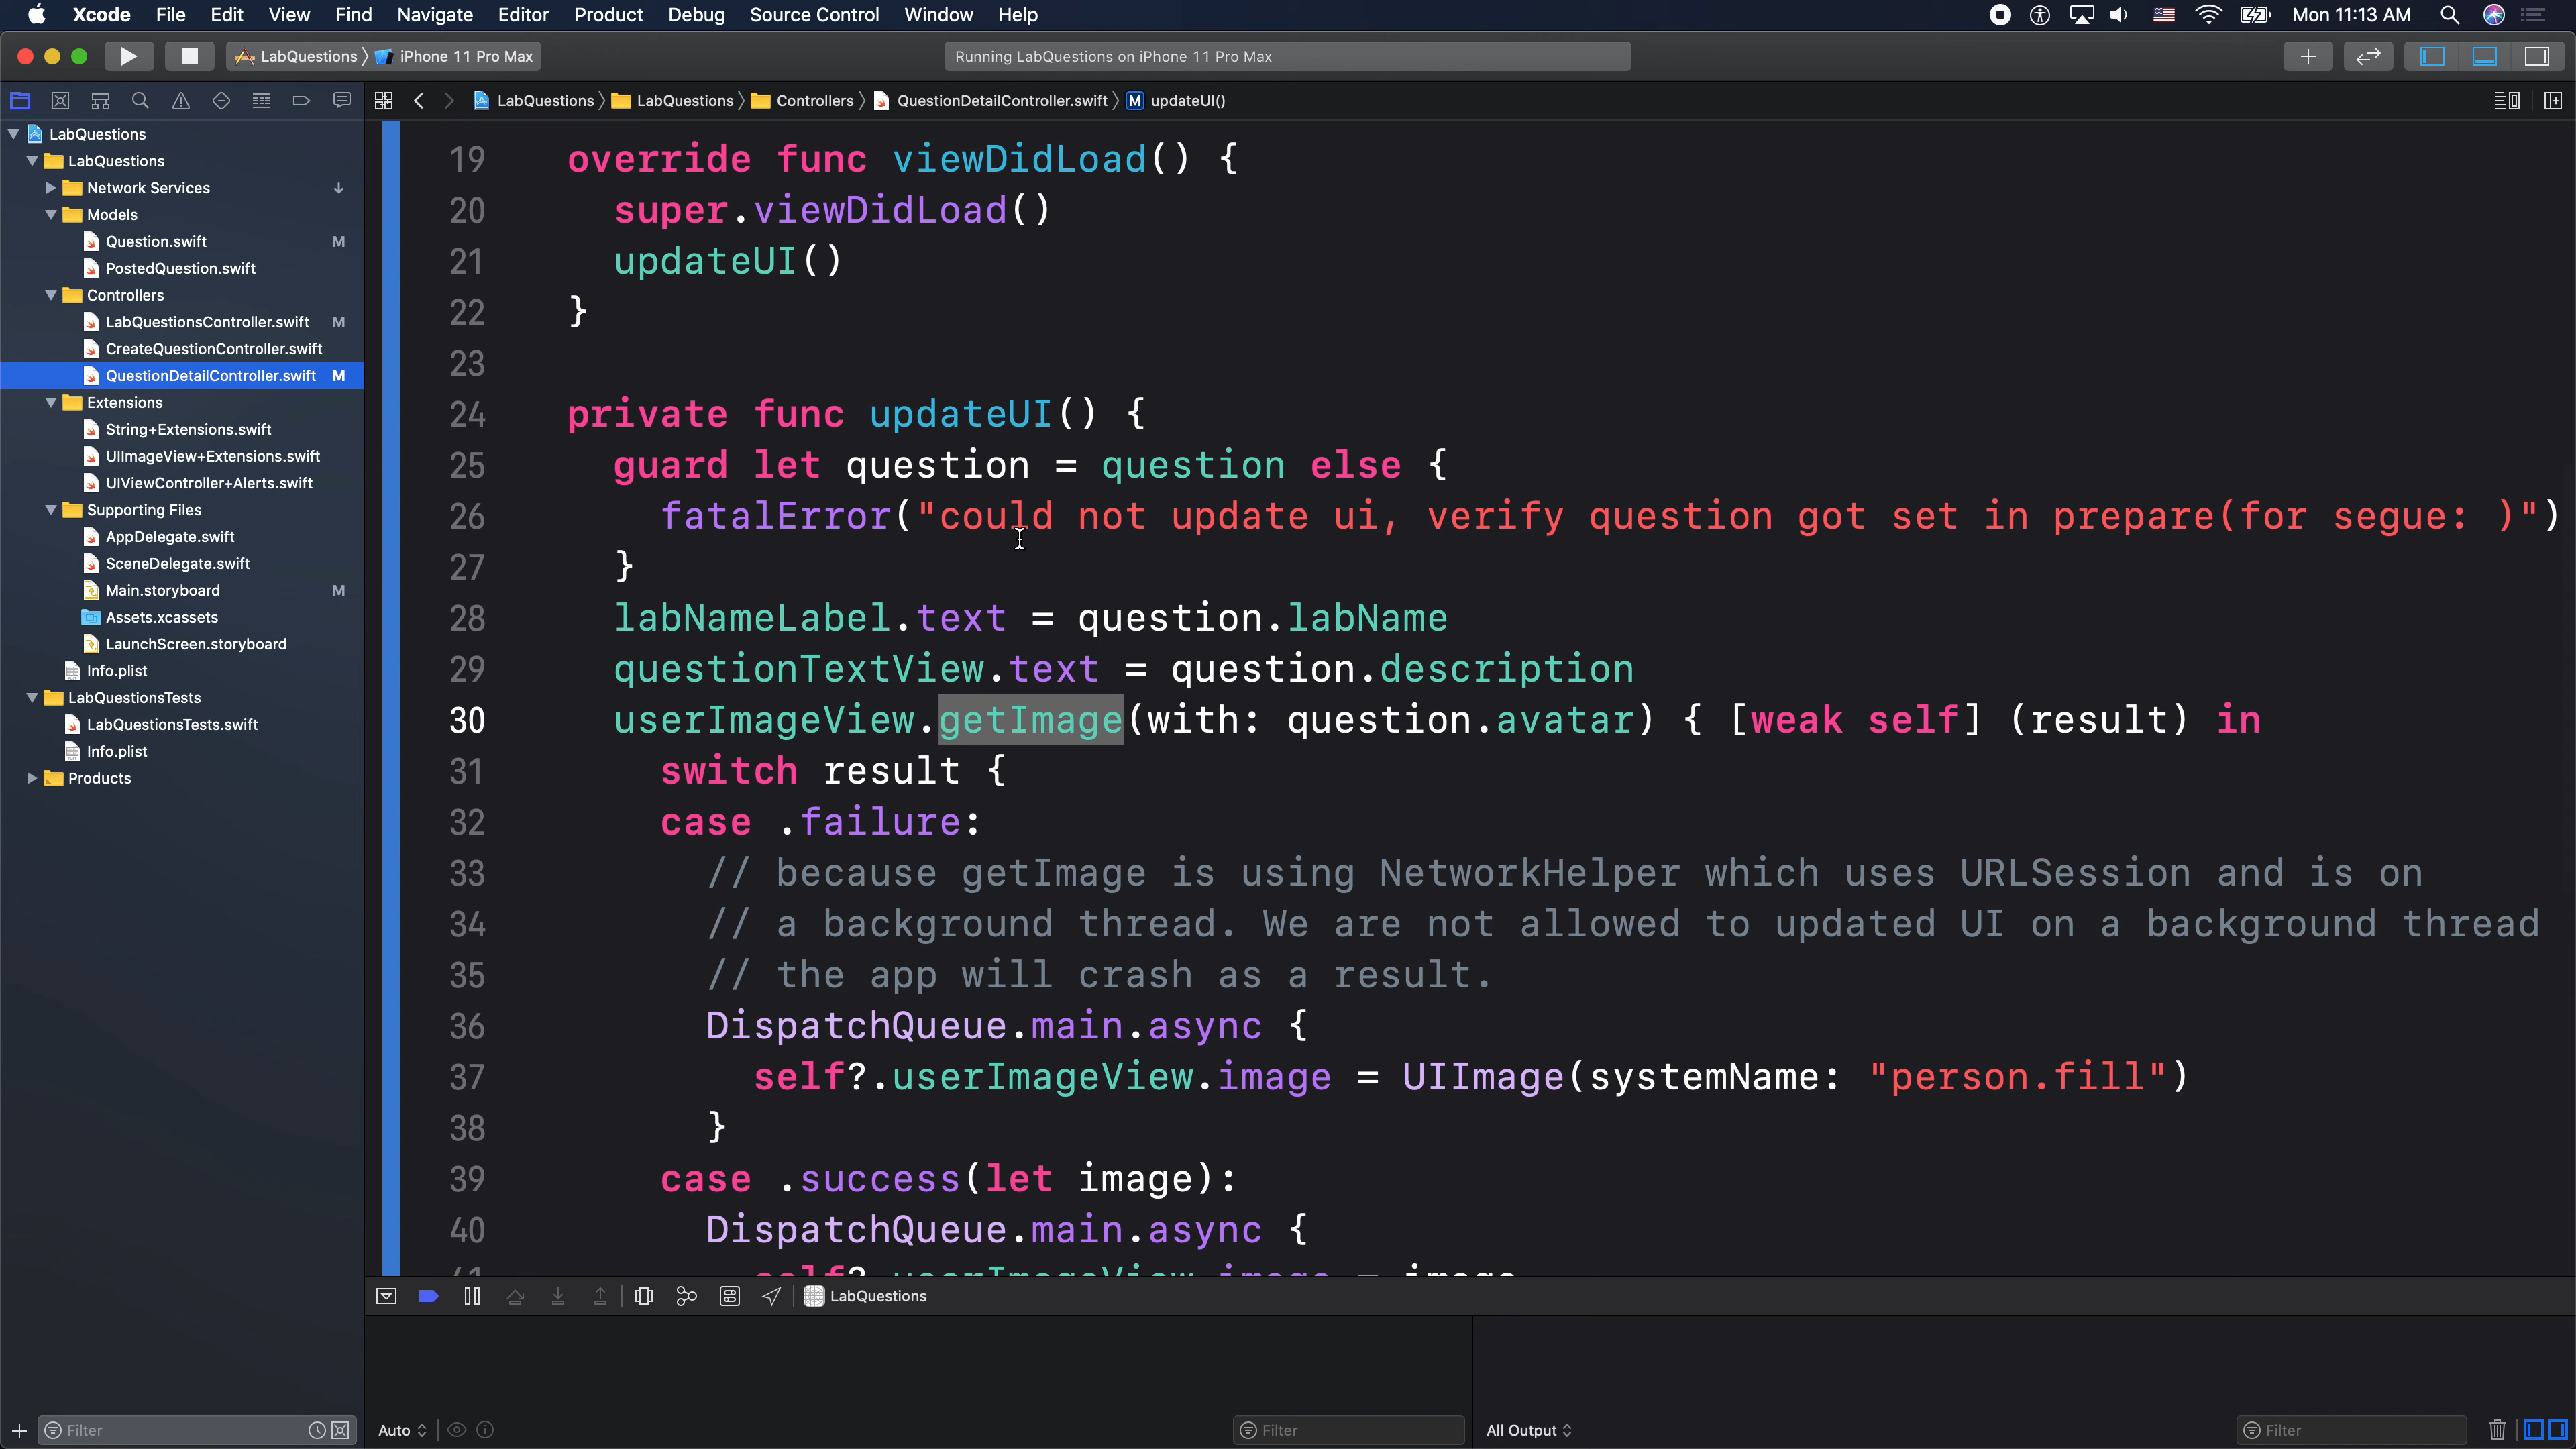 Xcode File Edit View Find Navigate Editor Product Debug Source Control Window Help Mon 11:13 AM
LabQuestions iPhone 11 Pro Max Running LabQuestions on iPhone 11 Pro Max
LabQuestions LabQuestions Controllers QuestionDetailController.swift M updateUI()
LabQuestions
LabQuestions
Network Services
Models
Question.swift M
PostedQuestion.swift
Controllers
LabQuestionsController.swift M
CreateQuestionController.swift
QuestionDetailController.swift M
Extensions
String+Extensions.swift
UIImageView+Extensions.swift
UIViewController+Alerts.swift
Supporting Files
AppDelegate.swift
SceneDelegate.swift
Main.storyboard M
Assets.xcassets
LaunchScreen.storyboard
Info.plist
LabQuestionsTests
LabQuestionsTests.swift
Info.plist
Products
Filter
19 override func viewDidLoad() {
20 super.viewDidLoad()
21 updateUI()
22 }
23
24 private func updateUI() {
25 guard let question = question else {
26 fatalError("could not update ui, verify question got set in prepare(for segue: )")
27 }
28 labNameLabel.text = question.labName
29 questionTextView.text = question.description
30 userImageView.getImage(with: question.avatar) { [weak self] (result) in
31 switch result {
32 case .failure:
33 // because getImage is using NetworkHelper which uses URLSession and is on
34 // a background thread. We are not allowed to updated UI on a background thread
35 // the app will crash as a result.
36 DispatchQueue.main.async {
37 self?.userImageView.image = UIImage(systemName: "person.fill")
38 }
39 case .success(let image):
40 DispatchQueue.main.async {
41 self?.userImageView.image = image
LabQuestions
Auto Filter All Output Filter